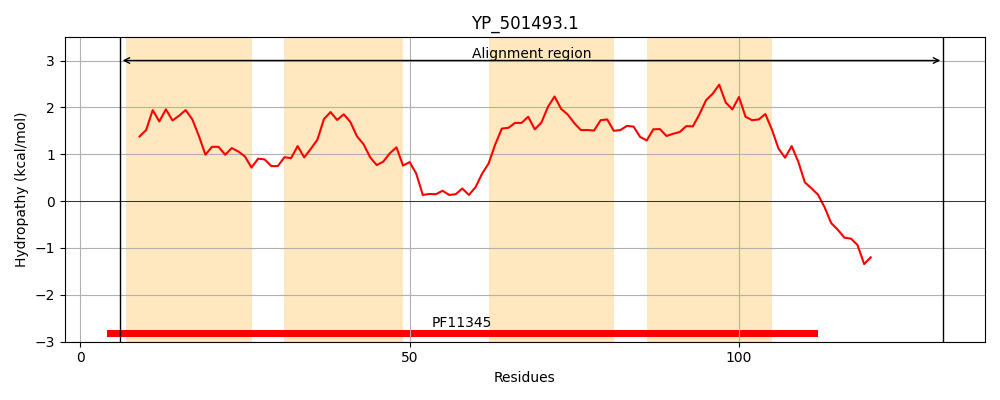 YP_501493.1
Alignment region
3
2
1
0
−1
−2
−3
Hydropathy (kcal/mol)
PF11345
0
50
100
Residues